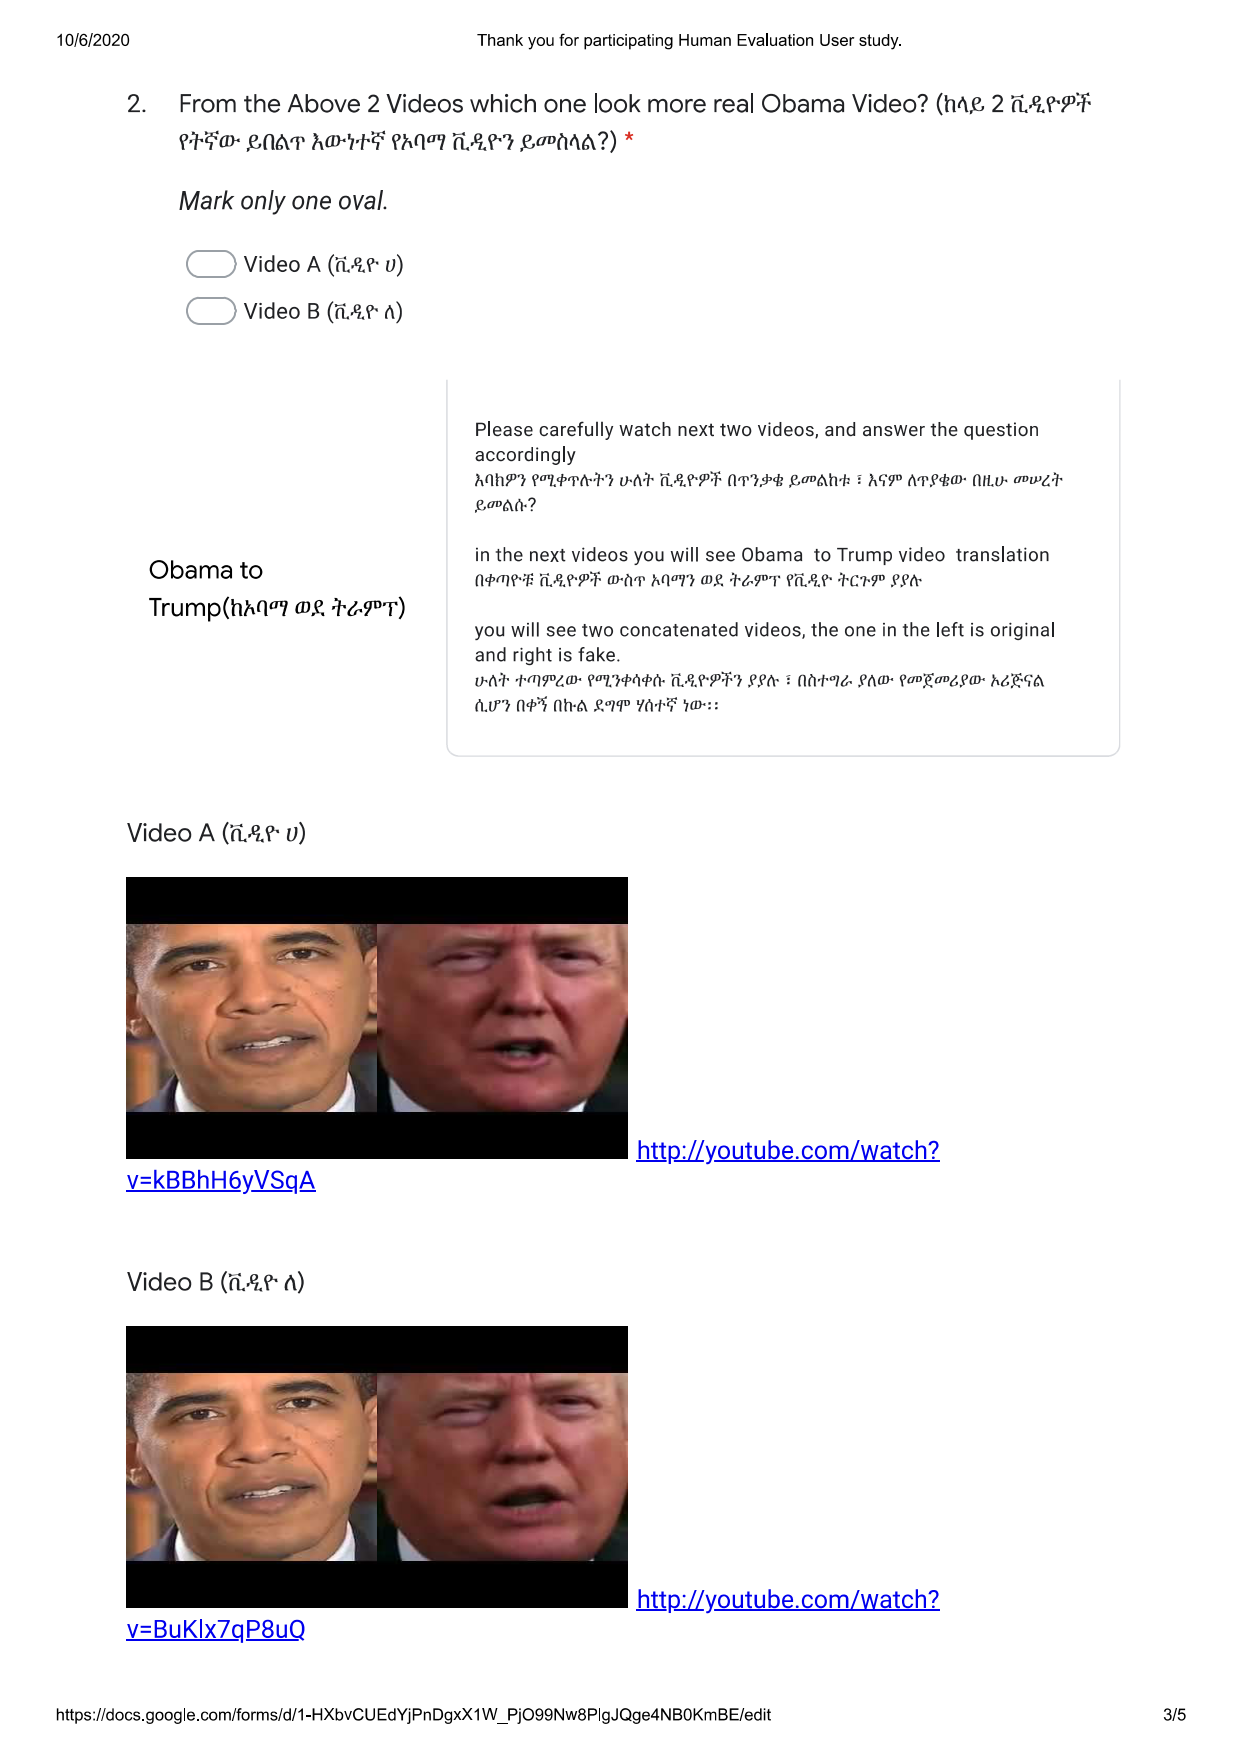 10/6/2020
Thank you for participating Human Evaluation User study.
2. From the Above 2 Videos which one look more real Obama Video? (ከላይ 2 ቪዲዮዎች
የትኛው ይበልጥ እውነተኛ የኦባማ ቪዲዮን ይመስላል?) *
Mark only one oval.
Video A (ቪዲዮ ሀ)
Video B (ቪዲዮ ለ)
Obama to
Trump(ከኦባማ ወደ ትራምፕ)
Please carefully watch next two videos, and answer the question
accordingly
እባክዎን የሚቀጥሉትን ሁለት ቪዲዮዎች በጥንቃቄ ይመልከቱ ፣ እናም ለጥያቄው በዚሁ መሠረት
ይመልሱ?
in the next videos you will see Obama to Trump video translation
በቀጣዮቹ ቪዲዮዎች ውስጥ ኦባማን ወደ ትራምፕ የቪዲዮ ትርጉም ያያሉ
you will see two concatenated videos, the one in the left is original
and right is fake.
ሁለት ተጣምረው የሚንቀሳቀሱ ቪዲዮዎችን ያያሉ ፣ በስተግራ ያለው የመጀመሪያው ኦሪጅናል
ሲሆን በቀኝ በኩል ደግሞ ሃሰተኛ ነው፡፡
Video A (ቪዲዮ ሀ)
http://youtube.com/watch?
v=kBBhH6yVSqA
Video B (ቪዲዮ ለ)
http://youtube.com/watch?
v=BuKlx7qP8uQ
https://docs.google.com/forms/d/1-HXbvCUEdYjPnDgxX1W_PjO99Nw8PlgJQge4NB0KmBE/edit
3/5